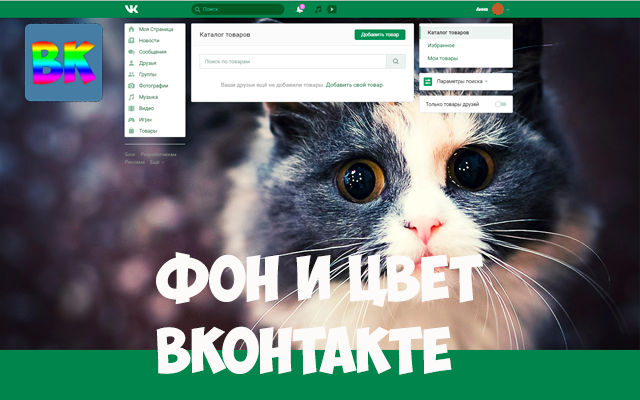 ВК
Поиск
2
Анна
Моя Страница
Новости
Сообщения
Друзья
Группы
Фотографии
Музыка
Видео
Игры
Товары
Блог Разработчикам
Реклама Ещё
Каталог товаров
Добавить товар
Поиск по товарам
Ваши друзья ещё не добавили товары. Добавить свой товар.
Каталог товаров
Избранное
Мои товары
Параметры поиска
Только товары друзей
ФОН И ЦВЕТ
ВКОНТАКТЕ